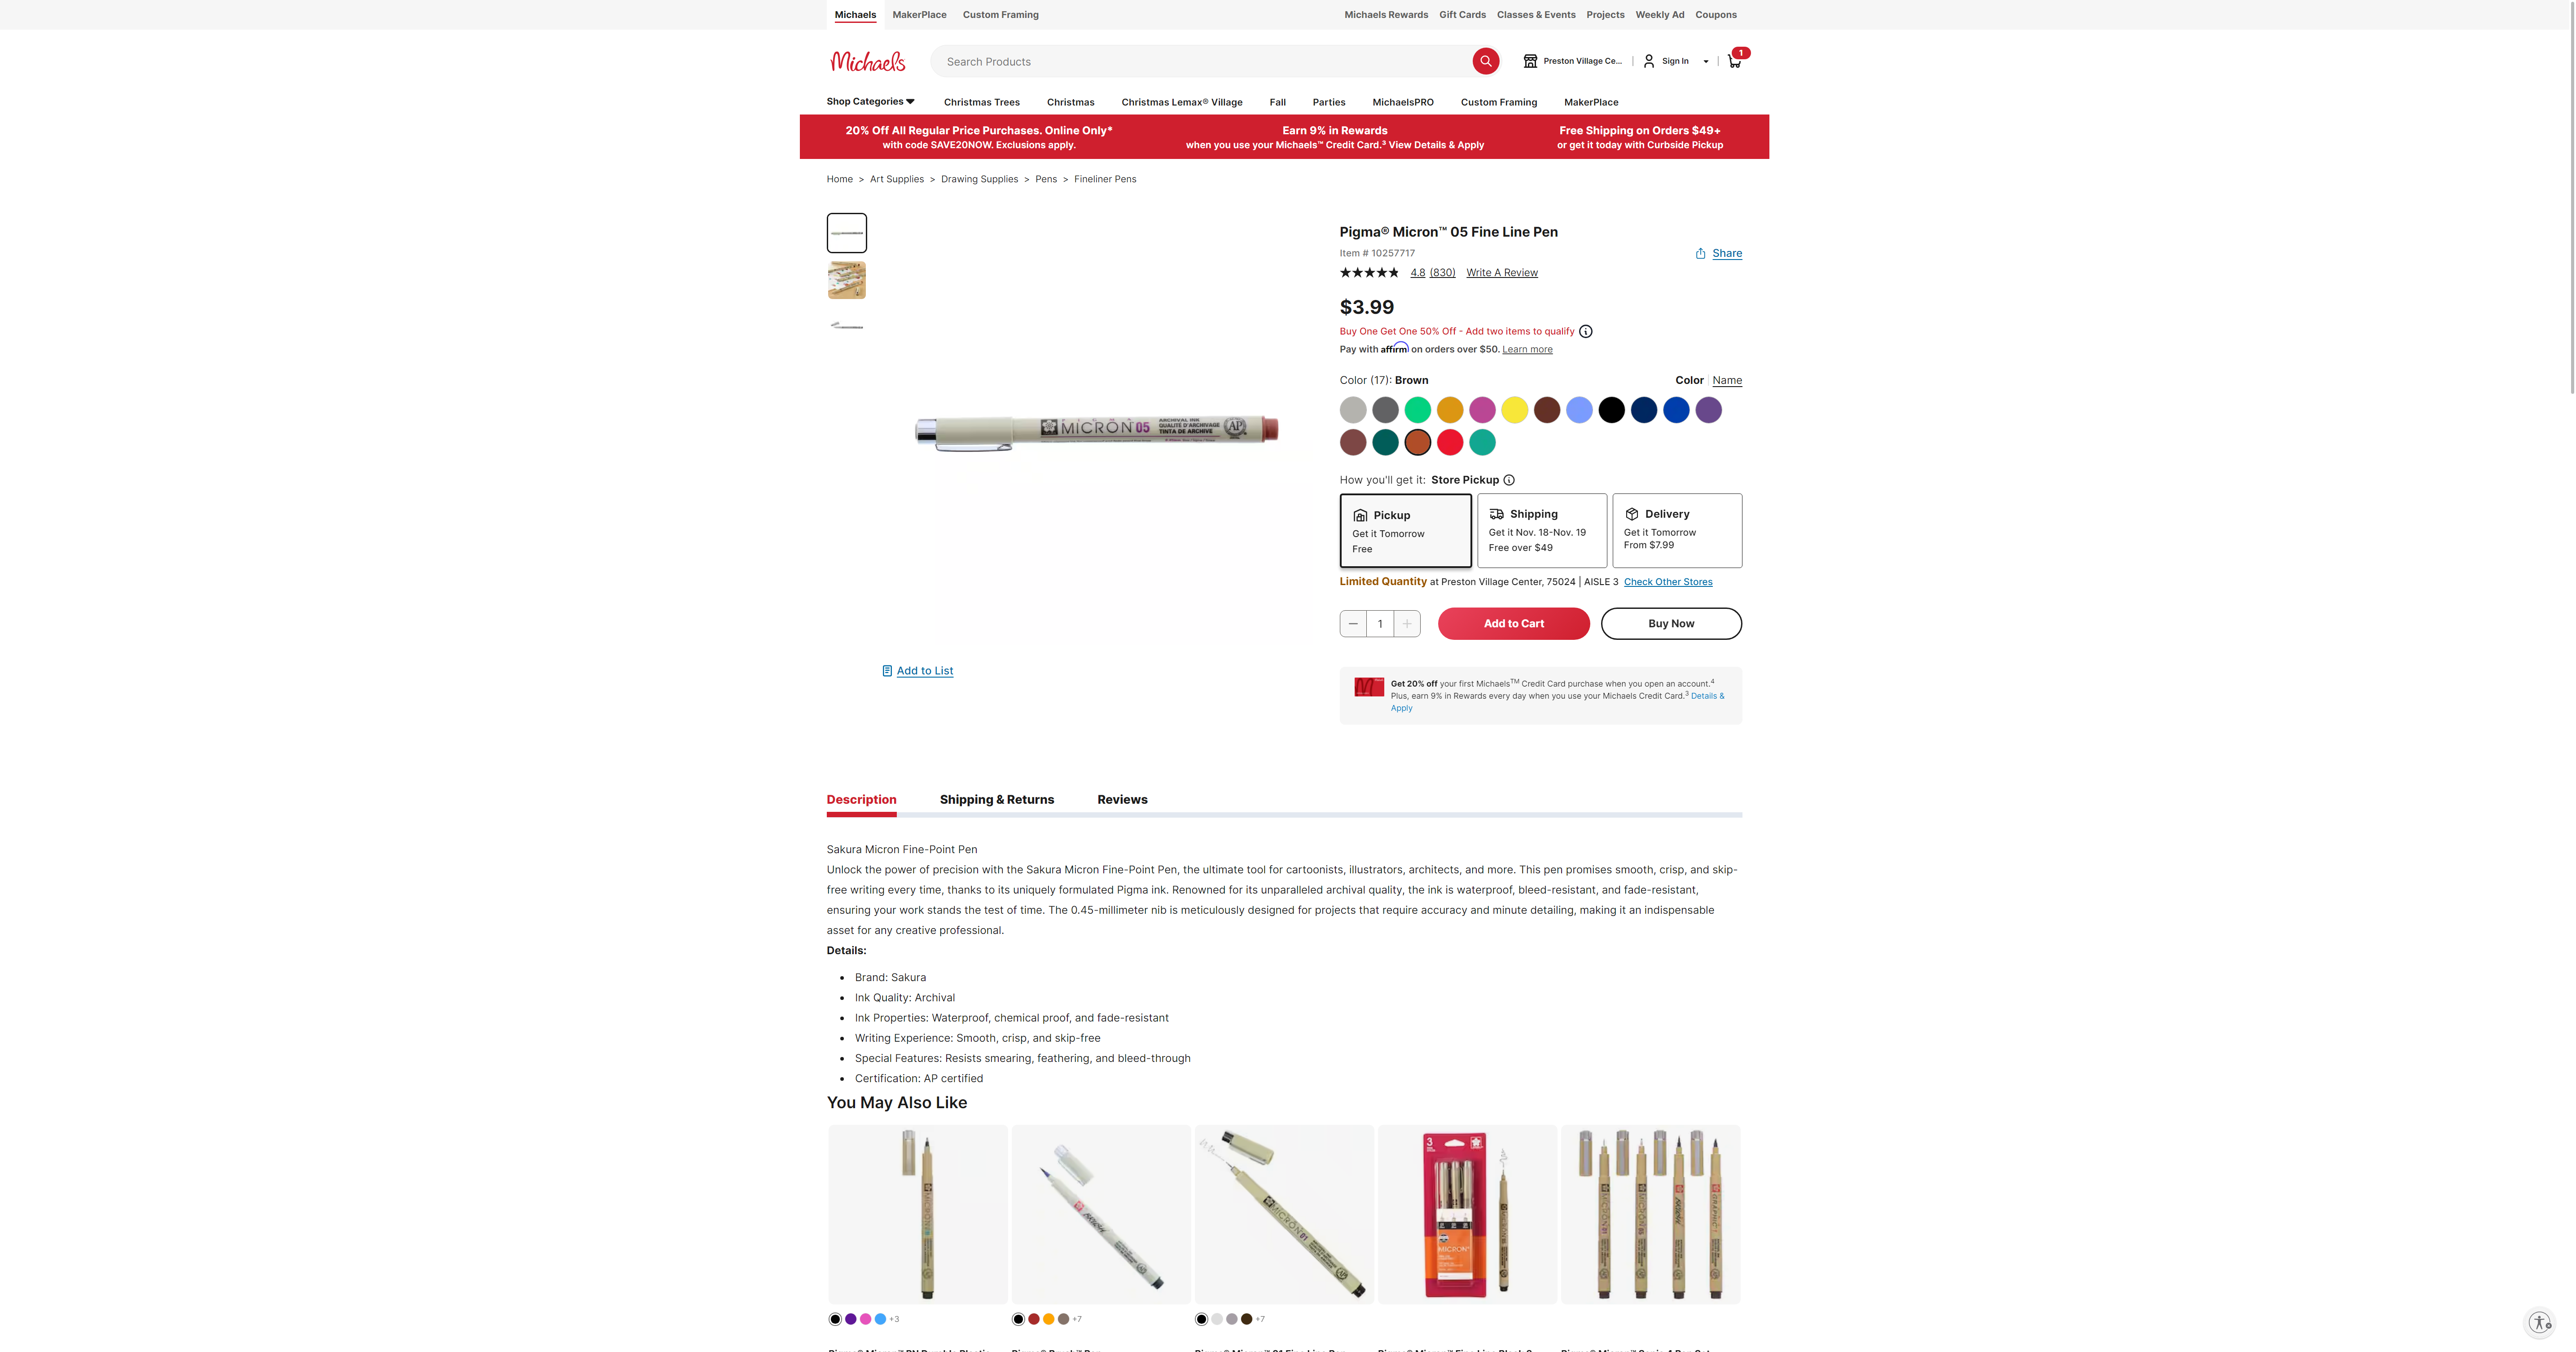 Michaels MakerPlace Custom Framing Michaels Rewards Gift Cards Classes & Events Projects Weekly Ad Coupons
Michaels Search Products Preston Village Ce... Sign In 1
Shop Categories Christmas Trees Christmas Christmas Lemax® Village Fall Parties MichaelsPRO Custom Framing MakerPlace
20% Off All Regular Price Purchases. Online Only* Earn 9% in Rewards Free Shipping on Orders $49+
with code SAVE20NOW. Exclusions apply. when you use your Michaels™ Credit Card.³ View Details & Apply or get it today with Curbside Pickup
Home > Art Supplies > Drawing Supplies > Pens > Fineliner Pens
MICRON 05
ARCHIVAL INK
QUALITÉ D'ARCHIVAGE
TINTA DE ARCHIVE
AP
Add to List
Pigma® Micron™ 05 Fine Line Pen
Item # 10257717 Share
4.8 (830) Write A Review
$3.99
Buy One Get One 50% Off - Add two items to qualify
Pay with affirm on orders over $50. Learn more
Color (17): Brown Color | Name
How you'll get it: Store Pickup
Pickup Shipping Delivery
Get it Tomorrow Get it Nov. 18-Nov. 19 Get it Tomorrow
Free Free over $49 From $7.99
Limited Quantity at Preston Village Center, 75024 | AISLE 3 Check Other Stores
1 Add to Cart Buy Now
Get 20% off your first Michaels™ Credit Card purchase when you open an account.⁴
Plus, earn 9% in Rewards every day when you use your Michaels Credit Card.³ Details &
Apply
Description Shipping & Returns Reviews
Sakura Micron Fine-Point Pen
Unlock the power of precision with the Sakura Micron Fine-Point Pen, the ultimate tool for cartoonists, illustrators, architects, and more. This pen promises smooth, crisp, and skip-
free writing every time, thanks to its uniquely formulated Pigma ink. Renowned for its unparalleled archival quality, the ink is waterproof, bleed-resistant, and fade-resistant,
ensuring your work stands the test of time. The 0.45-millimeter nib is meticulously designed for projects that require accuracy and minute detailing, making it an indispensable
asset for any creative professional.
Details:
• Brand: Sakura
• Ink Quality: Archival
• Ink Properties: Waterproof, chemical proof, and fade-resistant
• Writing Experience: Smooth, crisp, and skip-free
• Special Features: Resists smearing, feathering, and bleed-through
• Certification: AP certified
You May Also Like
MICRON
MICRON 01
3
MICRON
+3 +7 +7